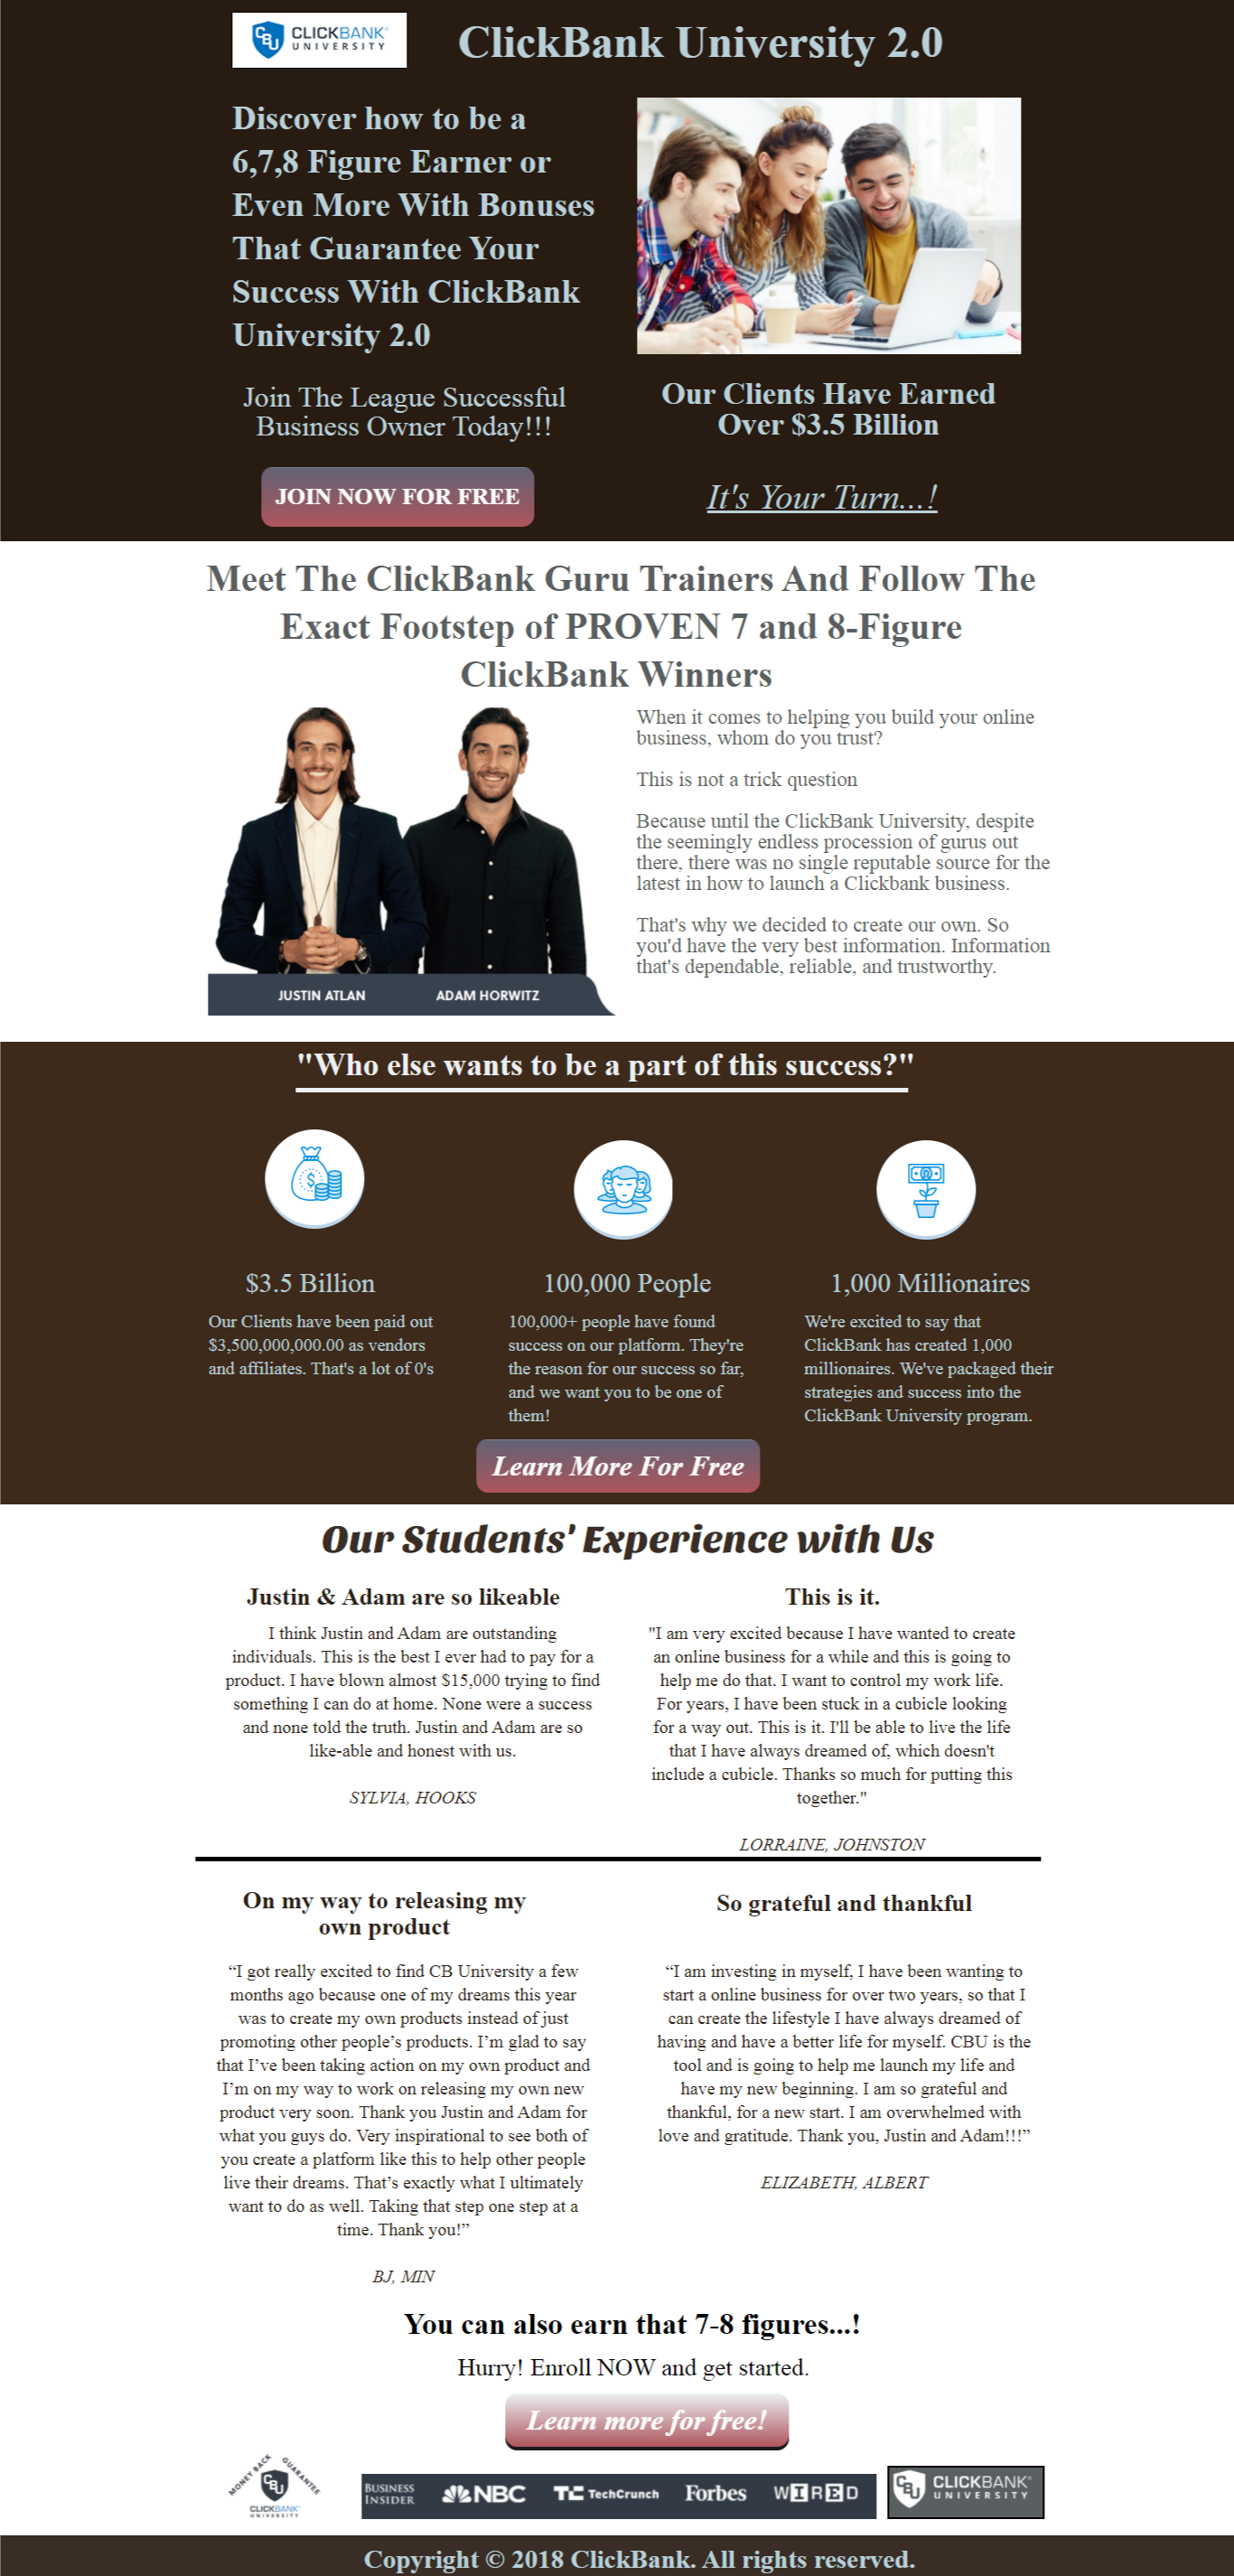 CBU CLICKBANK®
UNIVERSITY
ClickBank University 2.0
Discover how to be a
6,7,8 Figure Earner or
Even More With Bonuses
That Guarantee Your
Success With ClickBank
University 2.0
Join The League Successful
Business Owner Today!!!
JOIN NOW FOR FREE
Our Clients Have Earned
Over $3.5 Billion
It's Your Turn...!
Meet The ClickBank Guru Trainers And Follow The
Exact Footstep of PROVEN 7 and 8-Figure
ClickBank Winners
JUSTIN ATLAN
ADAM HORWITZ
When it comes to helping you build your online
business, whom do you trust?
This is not a trick question
Because until the ClickBank University, despite
the seemingly endless procession of gurus out
there, there was no single reputable source for the
latest in how to launch a Clickbank business.
That's why we decided to create our own. So
you'd have the very best information. Information
that's dependable, reliable, and trustworthy.
"Who else wants to be a part of this success?"
$3.5 Billion
Our Clients have been paid out
$3,500,000,000.00 as vendors
and affiliates. That's a lot of 0's
100,000 People
100,000+ people have found
success on our platform. They're
the reason for our success so far,
and we want you to be one of
them!
1,000 Millionaires
We're excited to say that
ClickBank has created 1,000
millionaires. We've packaged their
strategies and success into the
ClickBank University program.
Learn More For Free
Our Students' Experience with Us
Justin & Adam are so likeable
I think Justin and Adam are outstanding
individuals. This is the best I ever had to pay for a
product. I have blown almost $15,000 trying to find
something I can do at home. None were a success
and none told the truth. Justin and Adam are so
like-able and honest with us.
SYLVIA, HOOKS
This is it.
"I am very excited because I have wanted to create
an online business for a while and this is going to
help me do that. I want to control my work life.
For years, I have been stuck in a cubicle looking
for a way out. This is it. I'll be able to live the life
that I have always dreamed of, which doesn't
include a cubicle. Thanks so much for putting this
together."
LORRAINE, JOHNSTON
On my way to releasing my
own product
“I got really excited to find CB University a few
months ago because one of my dreams this year
was to create my own products instead of just
promoting other people’s products. I’m glad to say
that I’ve been taking action on my own product and
I’m on my way to work on releasing my own new
product very soon. Thank you Justin and Adam for
what you guys do. Very inspirational to see both of
you create a platform like this to help other people
live their dreams. That’s exactly what I ultimately
want to do as well. Taking that step one step at a
time. Thank you!”
BJ, MIN
So grateful and thankful
“I am investing in myself, I have been wanting to
start a online business for over two years, so that I
can create the lifestyle I have always dreamed of
having and have a better life for myself. CBU is the
tool and is going to help me launch my life and
have my new beginning. I am so grateful and
thankful, for a new start. I am overwhelmed with
love and gratitude. Thank you, Justin and Adam!!!”
ELIZABETH, ALBERT
You can also earn that 7-8 figures...!
Hurry! Enroll NOW and get started.
Learn more for free!
MONEY BACK GUARANTEE
CBU
CLICKBANK
UNIVERSITY
BUSINESS
INSIDER
NBC
TC TechCrunch
Forbes
WIRED
CBU CLICKBANK®
UNIVERSITY
Copyright © 2018 ClickBank. All rights reserved.